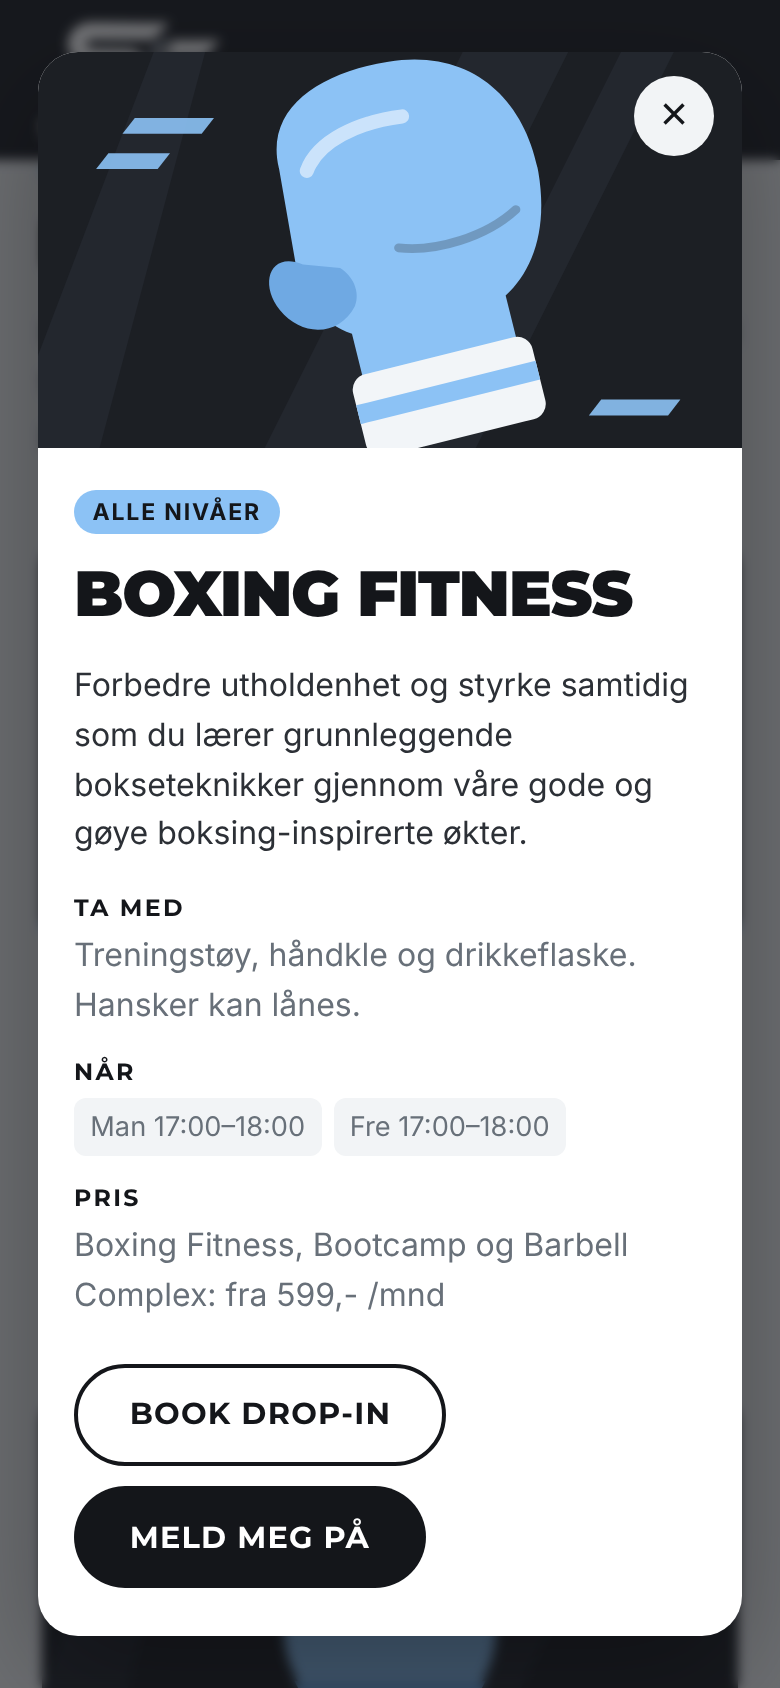 ALLE NIVÅER
BOXING FITNESS
Forbedre utholdenhet og styrke samtidig
som du lærer grunnleggende
bokseteknikker gjennom våre gode og
gøye boksing-inspirerte økter.
TA MED
Treningstøy, håndkle og drikkeflaske.
Hansker kan lånes.
NÅR
Man 17:00–18:00 Fre 17:00–18:00
PRIS
Boxing Fitness, Bootcamp og Barbell
Complex: fra 599,- /mnd
BOOK DROP-IN
MELD MEG PÅ